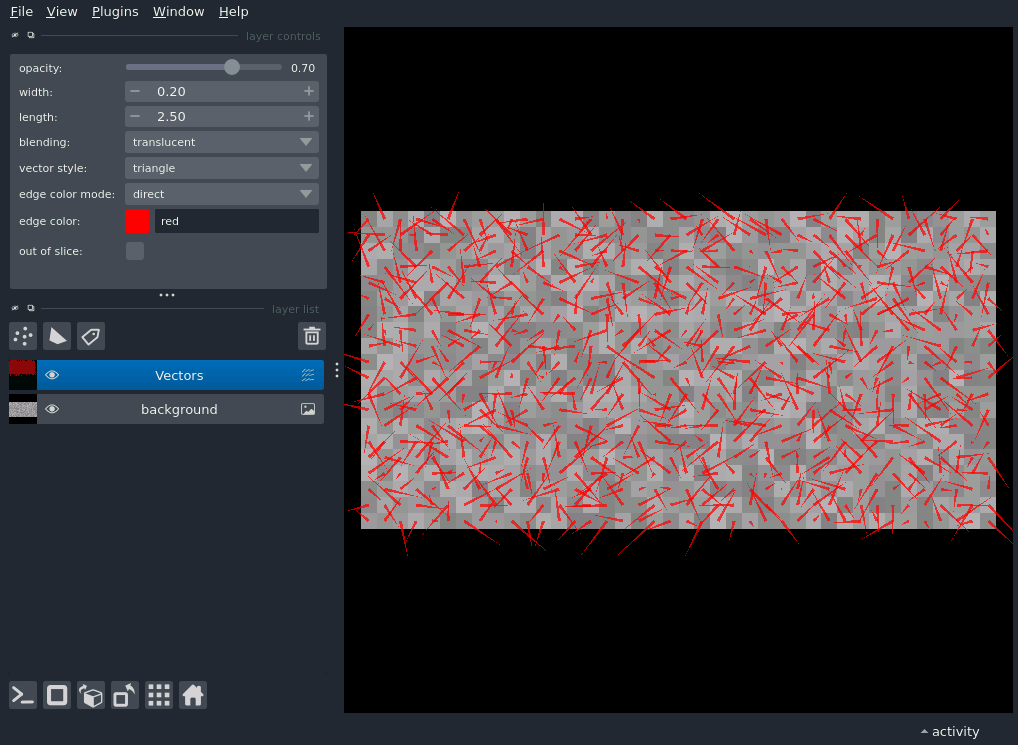 File View Plugins Window Help
layer controls
opacity: 0.70
width: − 0.20 +
length: − 2.50 +
blending: translucent
vector style: triangle
edge color mode: direct
edge color: red
out of slice:
layer list
Vectors
background
activity